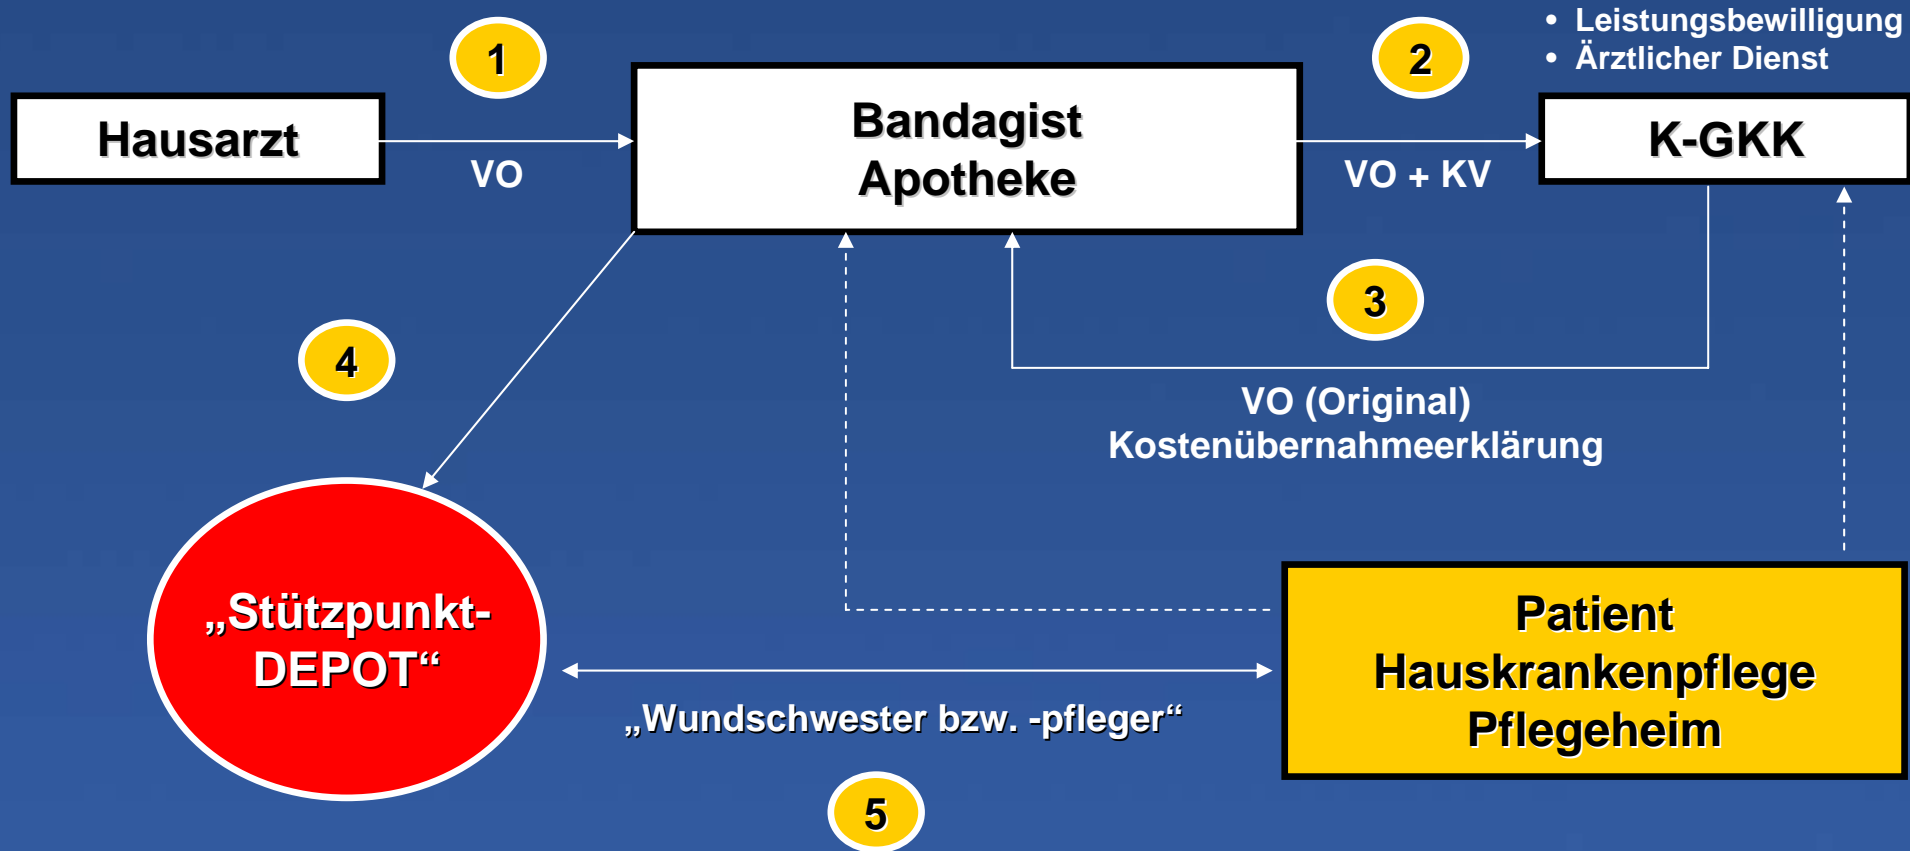 • Leistungsbewilligung
• Ärztlicher Dienst
1
2
Hausarzt
VO
Bandagist
Apotheke
VO + KV
K-GKK
3
VO (Original)
Kostenübernahmeerklärung
4
„Stützpunkt-
DEPOT“
„Wundschwester bzw. -pfleger“
5
Patient
Hauskrankenpflege
Pflegeheim